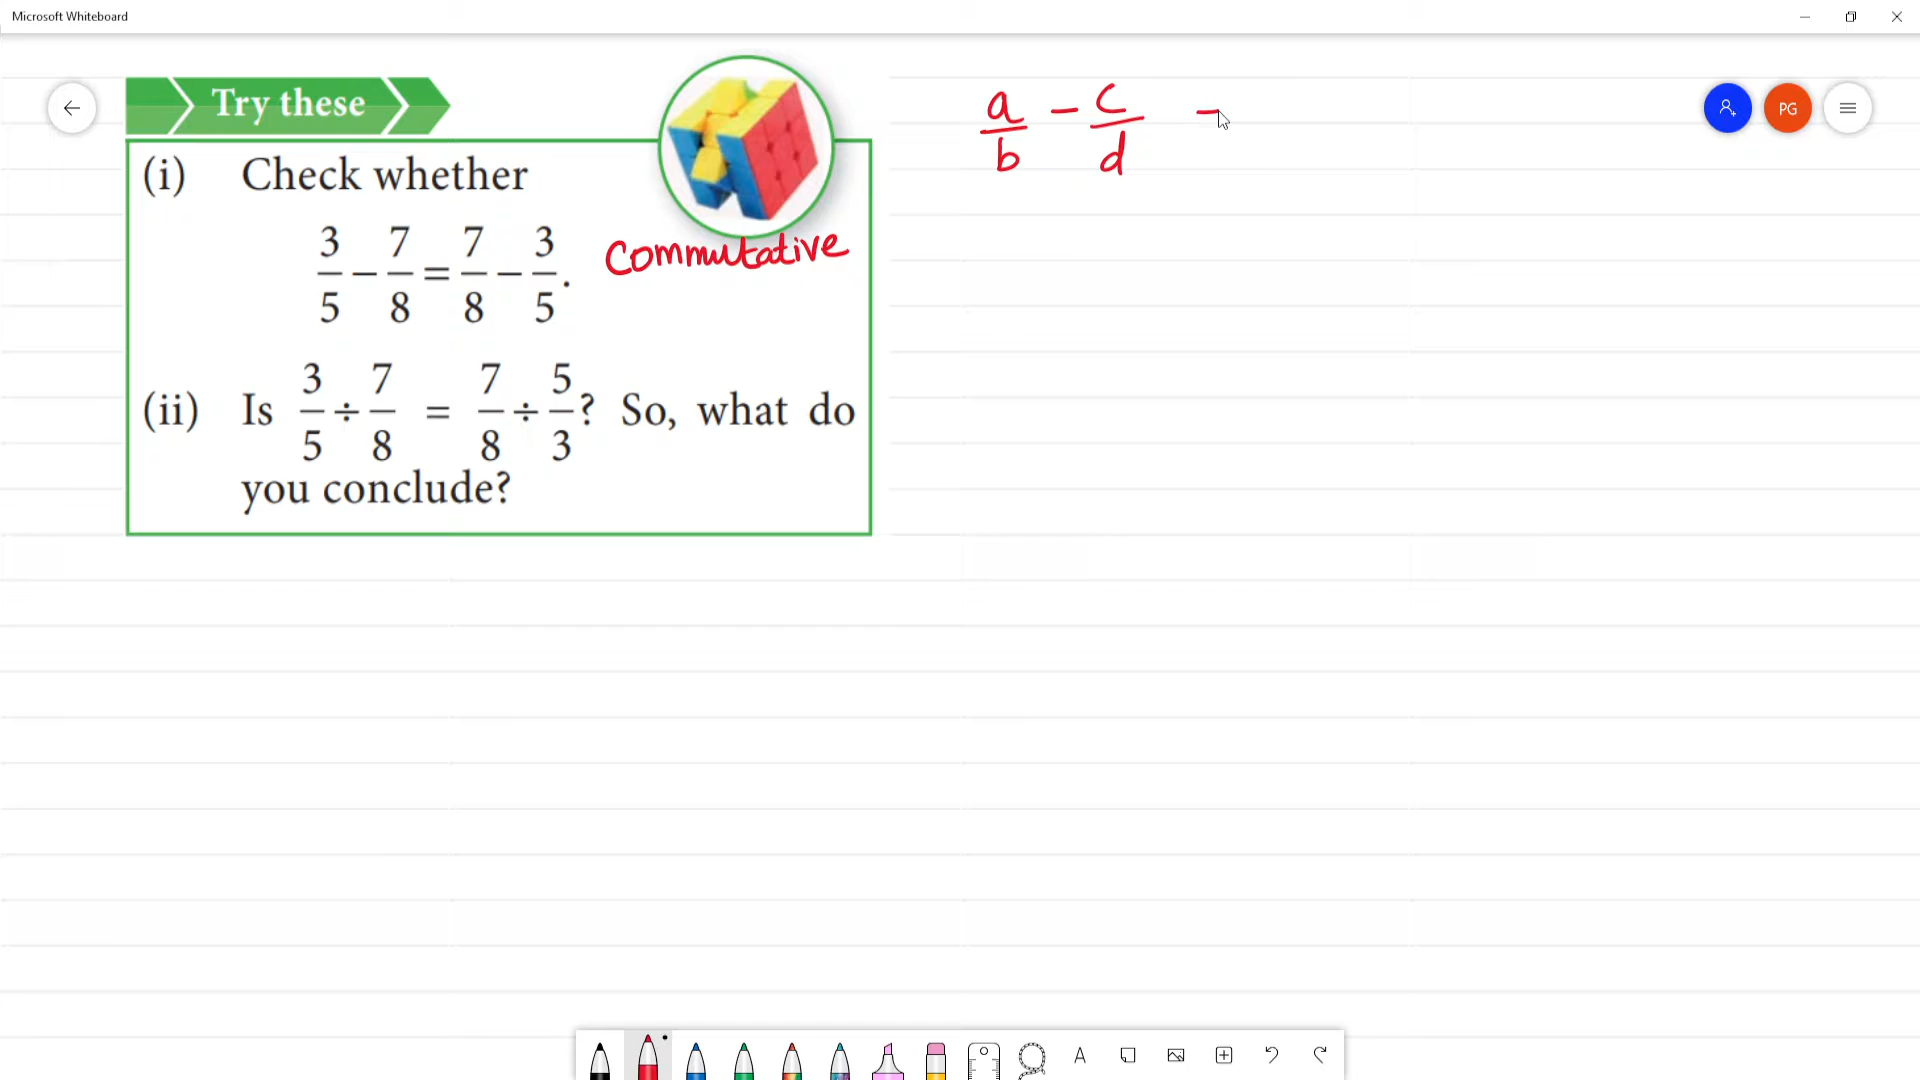 Microsoft Whiteboard
Try these
(i) Check whether
3/5 − 7/8 = 7/8 − 3/5.
Commutative
(ii) Is 3/5 ÷ 7/8 = 7/8 ÷ 5/3? So, what do
you conclude?
a/b − c/d −
PG
A